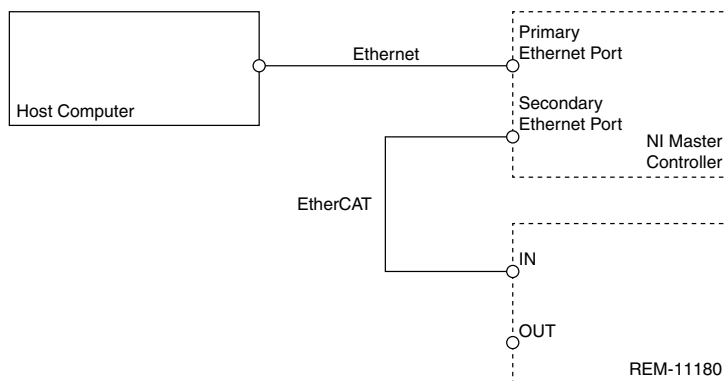 Primary
Ethernet Port
Ethernet
Host Computer
Secondary
Ethernet Port
NI Master
Controller
EtherCAT
IN
OUT
REM-11180